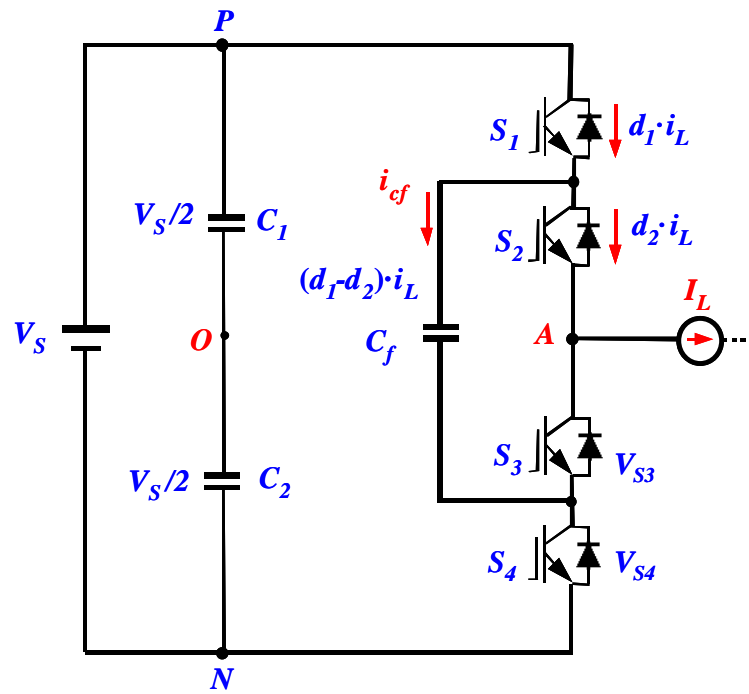 P
S1
d1·iL
icf
VS/2
C1
S2
d2·iL
(d1-d2)·iL
IL
VS
O
Cf
A
S3
VS3
VS/2
C2
S4
VS4
N